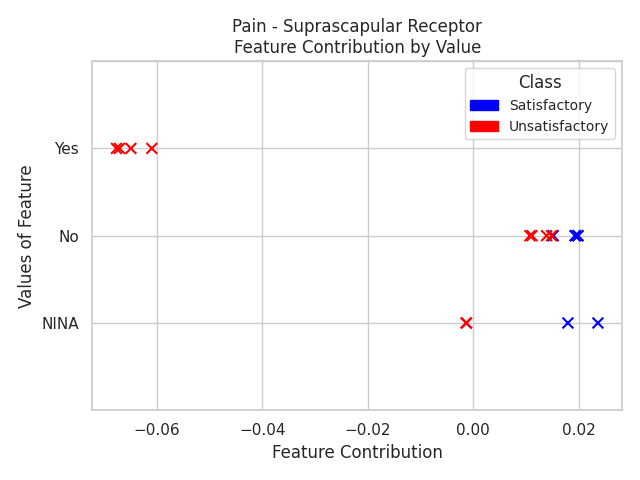 Pain - Suprascapular Receptor
Feature Contribution by Value
Class
Satisfactory
Unsatisfactory
Values of Feature
Yes
No
NINA
−0.06
−0.04
−0.02
0.00
0.02
Feature Contribution